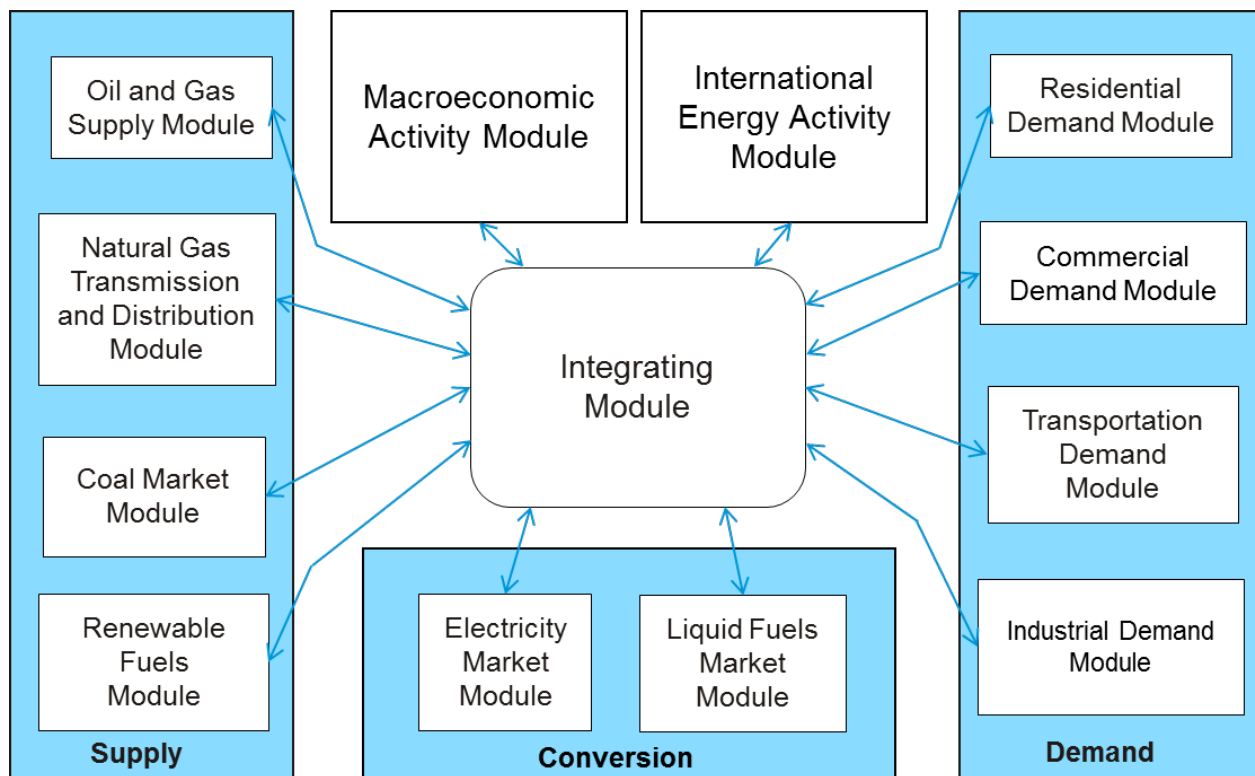 Oil and Gas
Supply Module
Natural Gas
Transmission
and Distribution
Module
Coal Market
Module
Renewable
Fuels
Module
Supply
Macroeconomic
Activity Module
International
Energy Activity
Module
Integrating
Module
Electricity
Market
Module
Liquid Fuels
Market
Module
Conversion
Residential
Demand Module
Commercial
Demand Module
Transportation
Demand
Module
Industrial Demand
Module
Demand